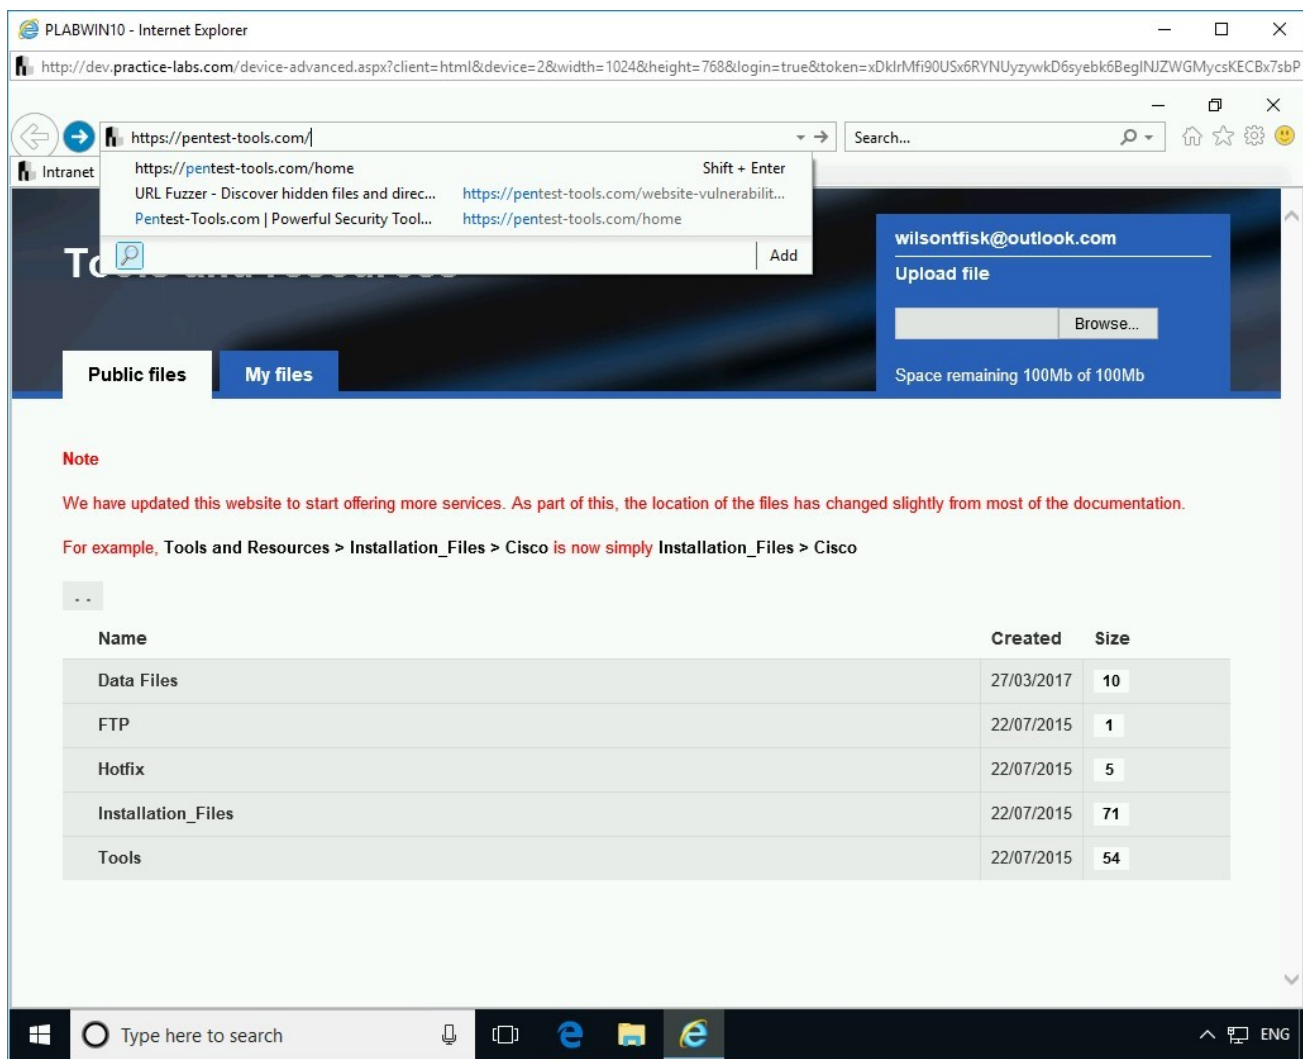 PLABWIN10 - Internet Explorer
http://dev.practice-labs.com/device-advanced.aspx?client=html&device=2&width=1024&height=768&login=true&token=xDkIrMfi90USx6RYNUyzywkD6syebk6BegINJZWGMycsKECBx7sbP
https://pentest-tools.com/
Search...
Intranet
https://pentest-tools.com/home Shift + Enter
URL Fuzzer - Discover hidden files and direc... https://pentest-tools.com/website-vulnerabilit...
Pentest-Tools.com | Powerful Security Tool... https://pentest-tools.com/home
Add
Tools and resources
wilsontfisk@outlook.com
Upload file
Browse...
Space remaining 100Mb of 100Mb
Public files My files
Note
We have updated this website to start offering more services. As part of this, the location of the files has changed slightly from most of the documentation.
For example, Tools and Resources > Installation_Files > Cisco is now simply Installation_Files > Cisco
. .
Name Created Size
Data Files 27/03/2017 10
FTP 22/07/2015 1
Hotfix 22/07/2015 5
Installation_Files 22/07/2015 71
Tools 22/07/2015 54
Type here to search
ENG